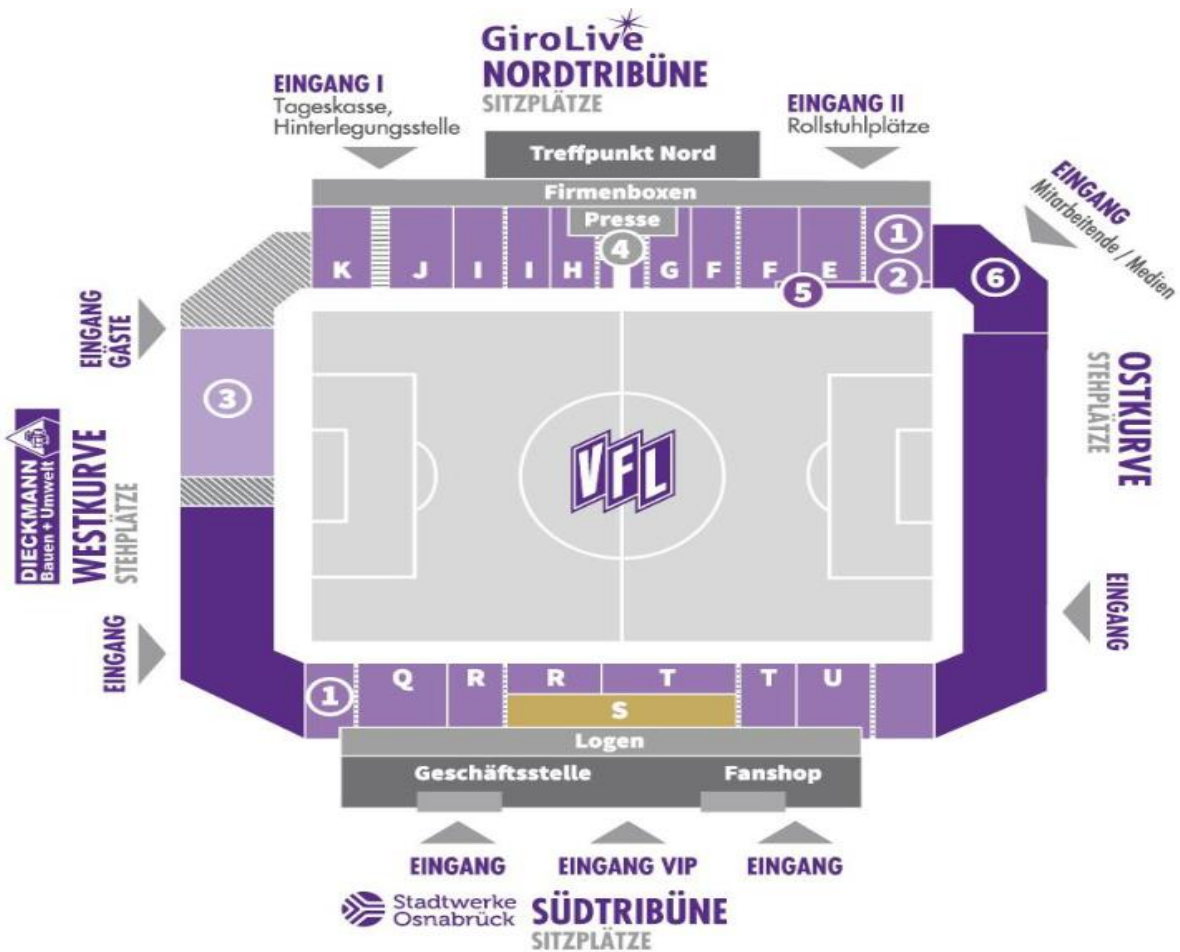 GiroLive
NORDTRIBÜNE
SITZPLÄTZE
EINGANG I
Tageskasse,
Hinterlegungsstelle
EINGANG II
Rollstuhlplätze
EINGANG
Mitarbeitende / Medien
Treffpunkt Nord
Firmenboxen
Presse
K J I I H 4 G F F E 1
5 2 6
EINGANG
GÄSTE
3
DIECKMANN
Bauen + Umwelt
WESTKURVE
STEHPLÄTZE
EINGANG
VFL
OSTKURVE
STEHPLÄTZE
EINGANG
1 Q R R T T U
S
Logen
Geschäftsstelle Fanshop
EINGANG EINGANG VIP EINGANG
Stadtwerke
Osnabrück
SÜDTRIBÜNE
SITZPLÄTZE